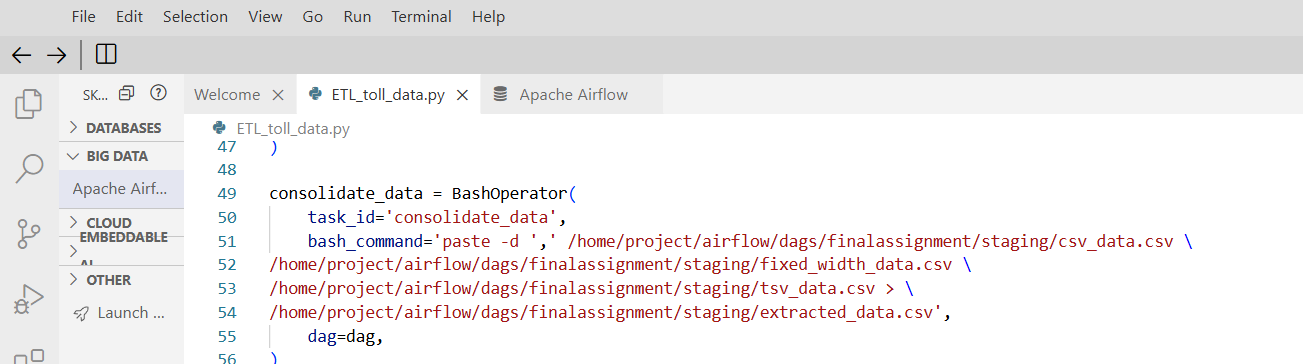 File Edit Selection View Go Run Terminal Help
SK...
Welcome
ETL_toll_data.py
Apache Airflow
DATABASES
BIG DATA
Apache Airf...
CLOUD
EMBEDDABLE
AI
OTHER
Launch ...
ETL_toll_data.py
47 )
48
49 consolidate_data = BashOperator(
50 task_id='consolidate_data',
51 bash_command='paste -d ',' /home/project/airflow/dags/finalassignment/staging/csv_data.csv \
52 /home/project/airflow/dags/finalassignment/staging/fixed_width_data.csv \
53 /home/project/airflow/dags/finalassignment/staging/tsv_data.csv > \
54 /home/project/airflow/dags/finalassignment/staging/extracted_data.csv',
55 dag=dag,
56 )